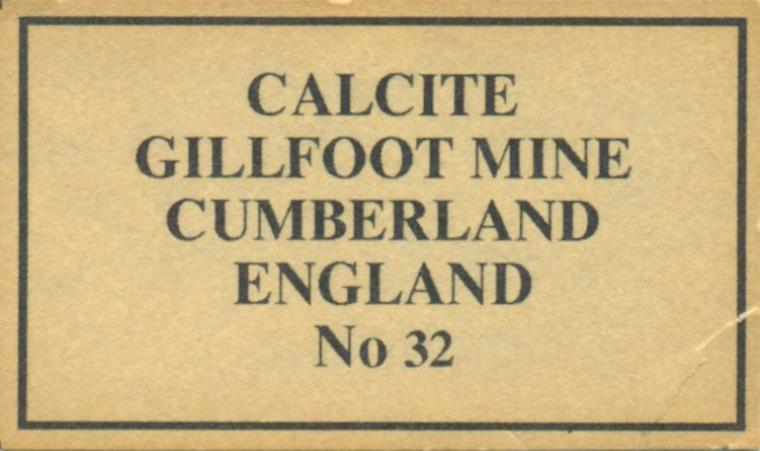 CALCITE
GILLFOOT MINE
CUMBERLAND
ENGLAND
No 32